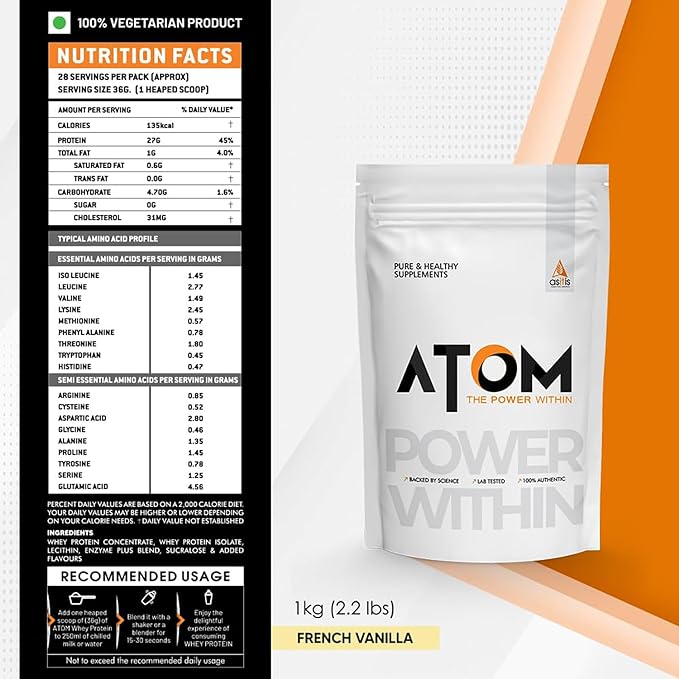 100% VEGETARIAN PRODUCT
NUTRITION FACTS
28 SERVINGS PER PACK (APPROX)
SERVING SIZE 36G. (1 HEAPED SCOOP)
AMOUNT PER SERVING % DAILY VALUE*
CALORIES 135kcal †
PROTEIN 27G 45%
TOTAL FAT 1G 4.0%
SATURATED FAT 0.6G †
TRANS FAT 0.0G †
CARBOHYDRATE 4.70G 1.6%
SUGAR 0G †
CHOLESTEROL 31MG †
TYPICAL AMINO ACID PROFILE
ESSENTIAL AMINO ACIDS PER SERVING IN GRAMS
ISO LEUCINE 1.45
LEUCINE 2.77
VALINE 1.49
LYSINE 2.45
METHIONINE 0.57
PHENYL ALANINE 0.78
THREONINE 1.80
TRYPTOPHAN 0.45
HISTIDINE 0.47
SEMI ESSENTIAL AMINO ACIDS PER SERVING IN GRAMS
ARGININE 0.85
CYSTEINE 0.52
ASPARTIC ACID 2.80
GLYCINE 0.46
ALANINE 1.35
PROLINE 1.45
TYROSINE 0.78
SERINE 1.25
GLUTAMIC ACID 4.56
PERCENT DAILY VALUES ARE BASED ON A 2,000 CALORIE DIET.
YOUR DAILY VALUES MAY BE HIGHER OR LOWER DEPENDING
ON YOUR CALORIE NEEDS. †DAILY VALUE NOT ESTABLISHED
INGREDIENTS
WHEY PROTEIN CONCENTRATE, WHEY PROTEIN ISOLATE,
LECITHIN, ENZYME PLUS BLEND, SUCRALOSE & ADDED
FLAVOURS
RECOMMENDED USAGE
Add one heaped
scoop of (36g) of
ATOM Whey Protein
to 250ml of chilled
milk or water
Blend it with a
shaker or a
blender for
15-30 seconds
Enjoy the
delightful
experience of
consuming
WHEY PROTEIN
Not to exceed the recommended daily usage
PURE & HEALTHY
SUPPLEMENTS
asitis
ATOM
THE POWER WITHIN
POWER
BACKED BY SCIENCE LAB TESTED 100% AUTHENTIC
WITHIN
1kg (2.2 lbs)
FRENCH VANILLA